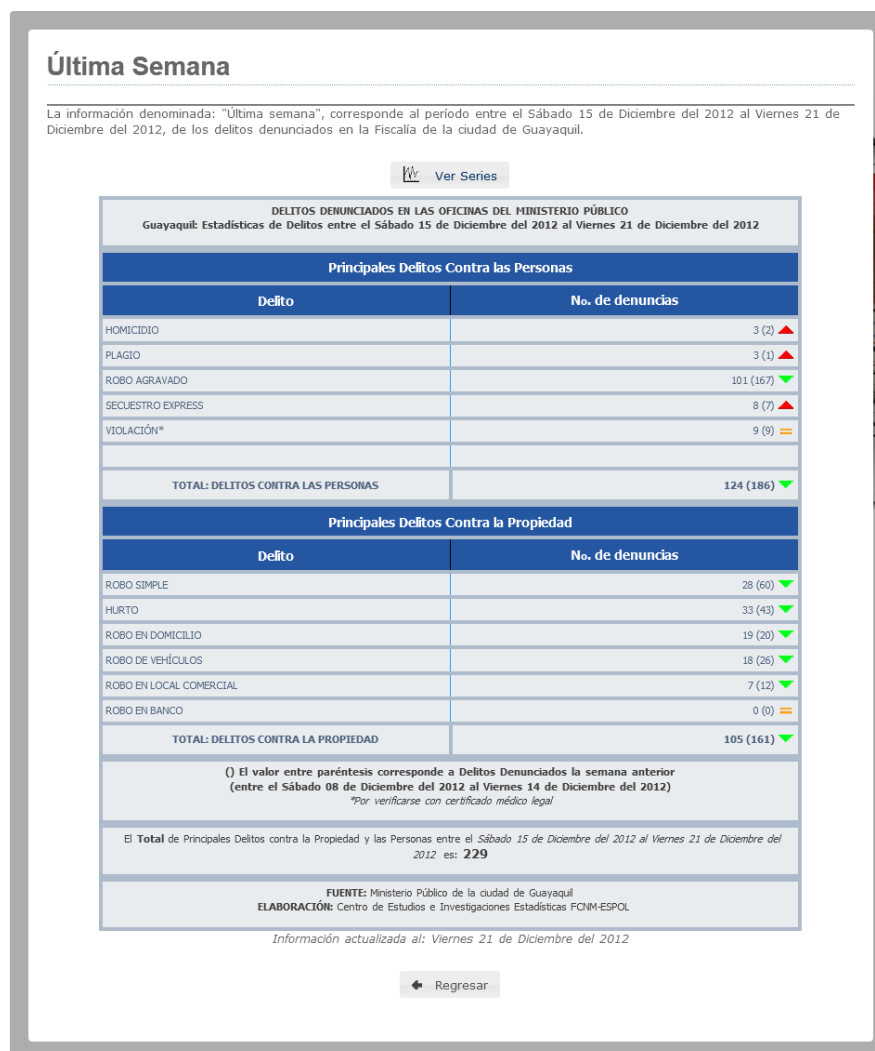 Última Semana
La información denominada: "Última semana", corresponde al período entre el Sábado 15 de Diciembre del 2012 al Viernes 21 de
Diciembre del 2012, de los delitos denunciados en la Fiscalía de la ciudad de Guayaquil.
Ver Series
DELITOS DENUNCIADOS EN LAS OFICINAS DEL MINISTERIO PÚBLICO
Guayaquil: Estadísticas de Delitos entre el Sábado 15 de Diciembre del 2012 al Viernes 21 de Diciembre del 2012
Principales Delitos Contra las Personas
Delito No. de denuncias
HOMICIDIO 3 (2)
PLAGIO 3 (1)
ROBO AGRAVADO 101 (167)
SECUESTRO EXPRESS 8 (7)
VIOLACIÓN* 9 (9)
TOTAL: DELITOS CONTRA LAS PERSONAS 124 (186)
Principales Delitos Contra la Propiedad
Delito No. de denuncias
ROBO SIMPLE 28 (60)
HURTO 33 (43)
ROBO EN DOMICILIO 19 (20)
ROBO DE VEHÍCULOS 18 (26)
ROBO EN LOCAL COMERCIAL 7 (12)
ROBO EN BANCO 0 (0)
TOTAL: DELITOS CONTRA LA PROPIEDAD 105 (161)
() El valor entre paréntesis corresponde a Delitos Denunciados la semana anterior
(entre el Sábado 08 de Diciembre del 2012 al Viernes 14 de Diciembre del 2012)
*Por verificarse con certificado médico legal
El Total de Principales Delitos contra la Propiedad y las Personas entre el Sábado 15 de Diciembre del 2012 al Viernes 21 de Diciembre del
2012 es: 229
FUENTE: Ministerio Público de la ciudad de Guayaquil
ELABORACIÓN: Centro de Estudios e Investigaciones Estadísticas FCNM-ESPOL
Información actualizada al: Viernes 21 de Diciembre del 2012
Regresar